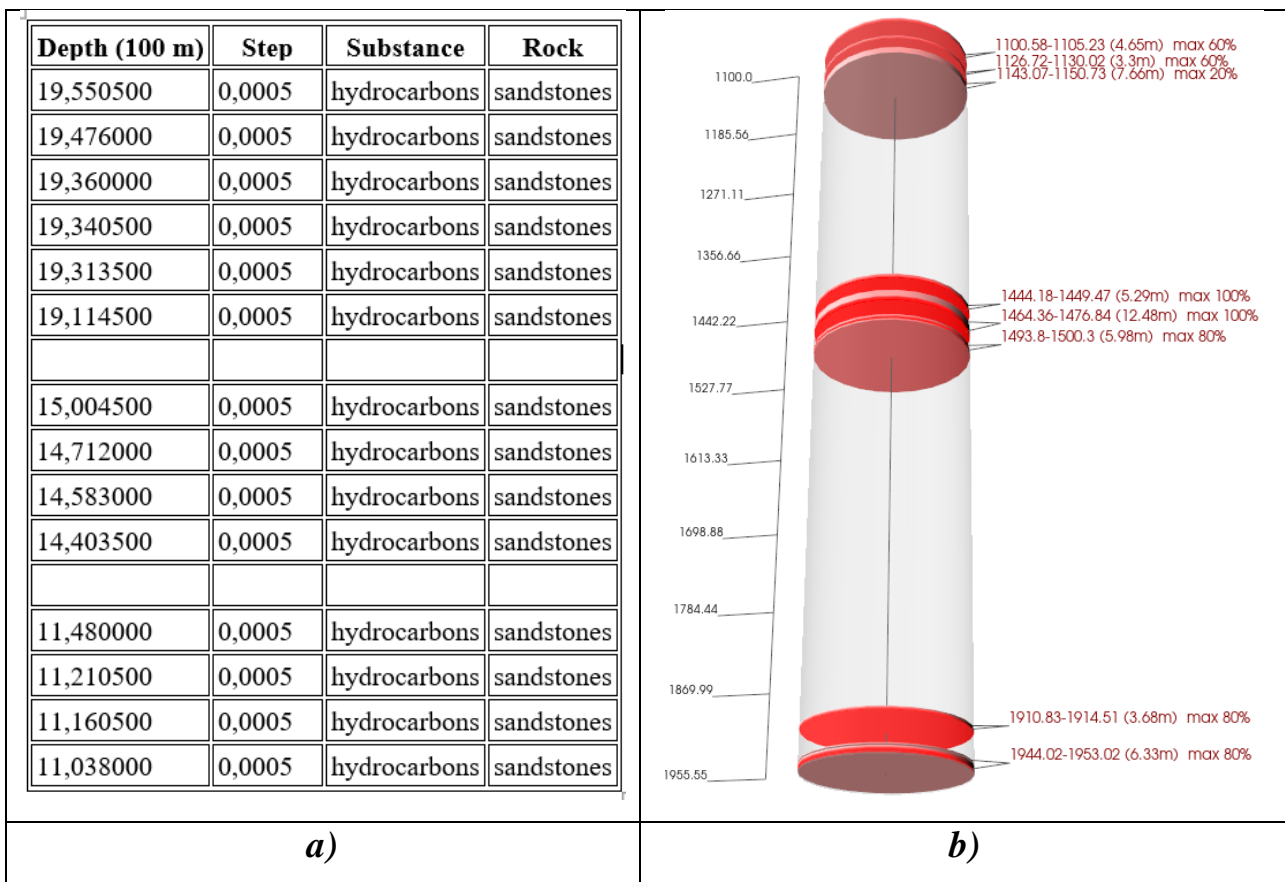 Depth (100 m) Step Substance Rock
19,550500 0,0005 hydrocarbons sandstones
19,476000 0,0005 hydrocarbons sandstones
19,360000 0,0005 hydrocarbons sandstones
19,340500 0,0005 hydrocarbons sandstones
19,313500 0,0005 hydrocarbons sandstones
19,114500 0,0005 hydrocarbons sandstones
15,004500 0,0005 hydrocarbons sandstones
14,712000 0,0005 hydrocarbons sandstones
14,583000 0,0005 hydrocarbons sandstones
14,403500 0,0005 hydrocarbons sandstones
11,480000 0,0005 hydrocarbons sandstones
11,210500 0,0005 hydrocarbons sandstones
11,160500 0,0005 hydrocarbons sandstones
11,038000 0,0005 hydrocarbons sandstones
a)
1100.0
1185.56
1271.11
1356.66
1442.22
1527.77
1613.33
1698.88
1784.44
1869.99
1955.55
1100.58-1105.23 (4.65m) max 60%
1126.72-1130.02 (3.3m) max 60%
1143.07-1150.73 (7.66m) max 20%
1444.18-1449.47 (5.29m) max 100%
1464.36-1476.84 (12.48m) max 100%
1493.8-1500.3 (5.98m) max 80%
1910.83-1914.51 (3.68m) max 80%
1944.02-1953.02 (6.33m) max 80%
b)